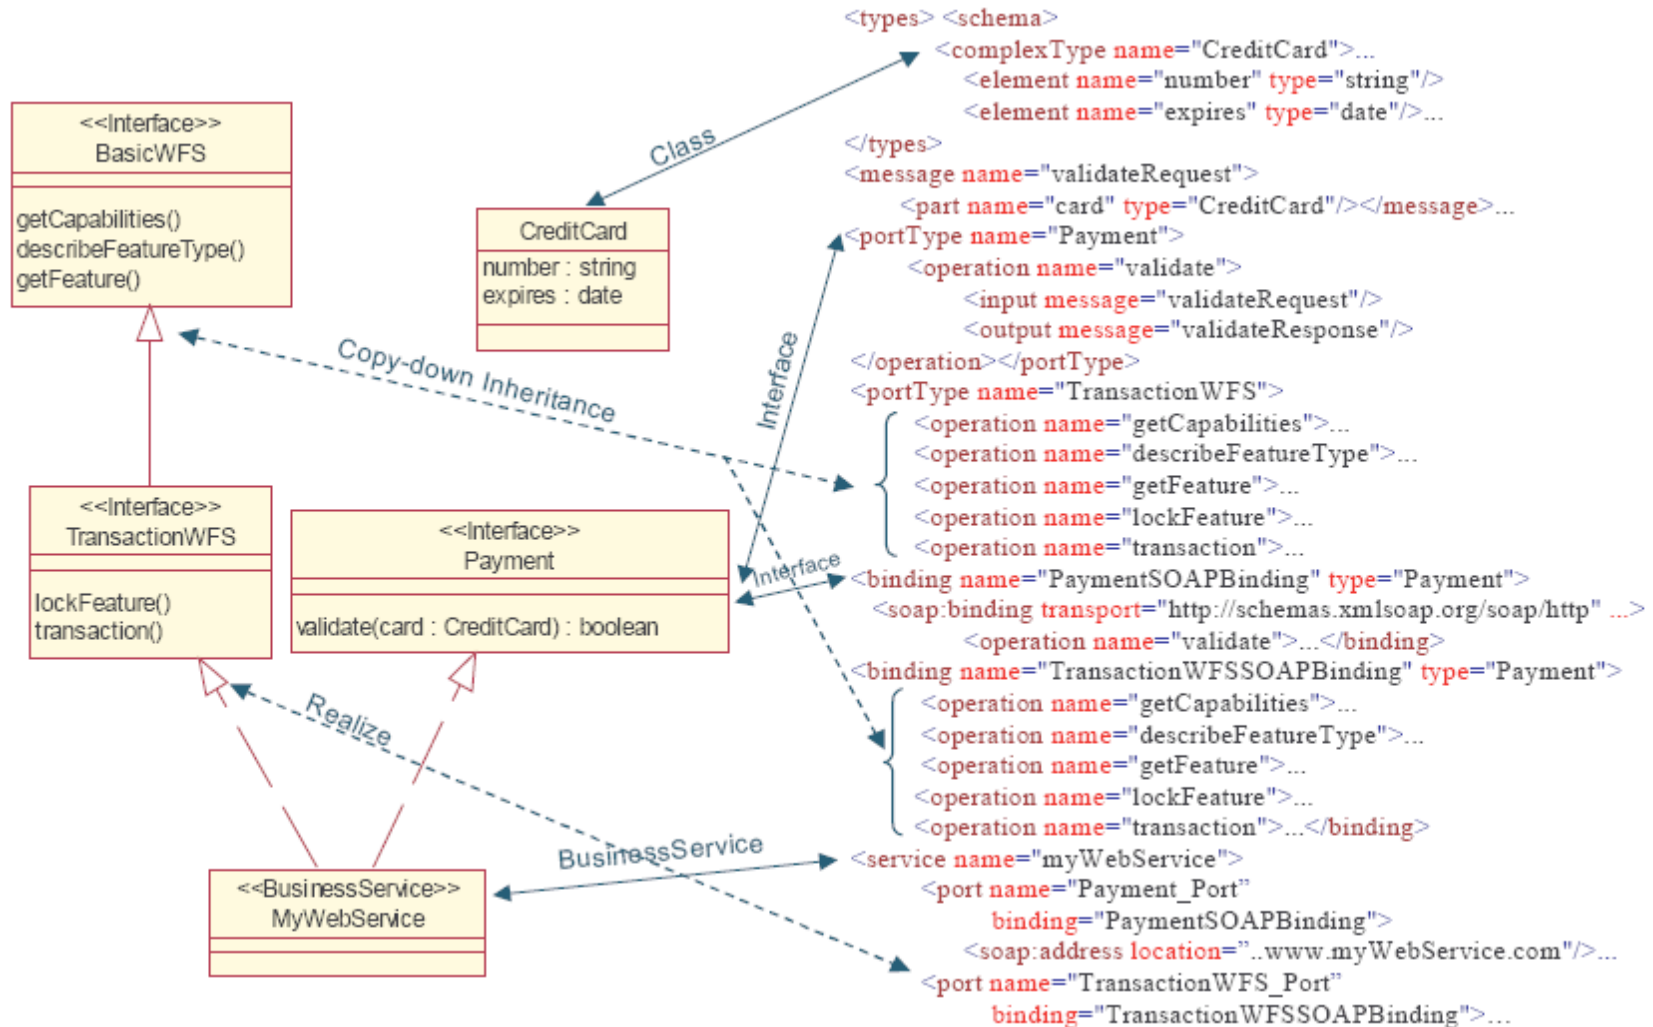 <<Interface>>
BasicWFS
getCapabilities()
describeFeatureType()
getFeature()
<<Interface>>
TransactionWFS
lockFeature()
transaction()
CreditCard
number : string
expires : date
<<Interface>>
Payment
validate(card : CreditCard) : boolean
<<BusinessService>>
MyWebService
Class
Copy-down Inheritance
Interface
Interface
Realize
BusinessService
<types> <schema>
<complexType name="CreditCard">...
<element name="number" type="string"/>
<element name="expires" type="date"/>...
</types>
<message name="validateRequest">
<part name="card" type="CreditCard"/></message>...
<portType name="Payment">
<operation name="validate">
<input message="validateRequest"/>
<output message="validateResponse"/>
</operation></portType>
<portType name="TransactionWFS">
<operation name="getCapabilities">...
<operation name="describeFeatureType">...
<operation name="getFeature">...
<operation name="lockFeature">...
<operation name="transaction">...
<binding name="PaymentSOAPBinding" type="Payment">
<soap:binding transport="http://schemas.xmlsoap.org/soap/http" ...>
<operation name="validate">...</binding>
<binding name="TransactionWFSSOAPBinding" type="Payment">
<operation name="getCapabilities">...
<operation name="describeFeatureType">...
<operation name="getFeature">...
<operation name="lockFeature">...
<operation name="transaction">...</binding>
<service name="myWebService">
<port name="Payment_Port”
binding="PaymentSOAPBinding">
<soap:address location=”..www.myWebService.com"/>...
<port name="TransactionWFS_Port”
binding="TransactionWFSSOAPBinding">...